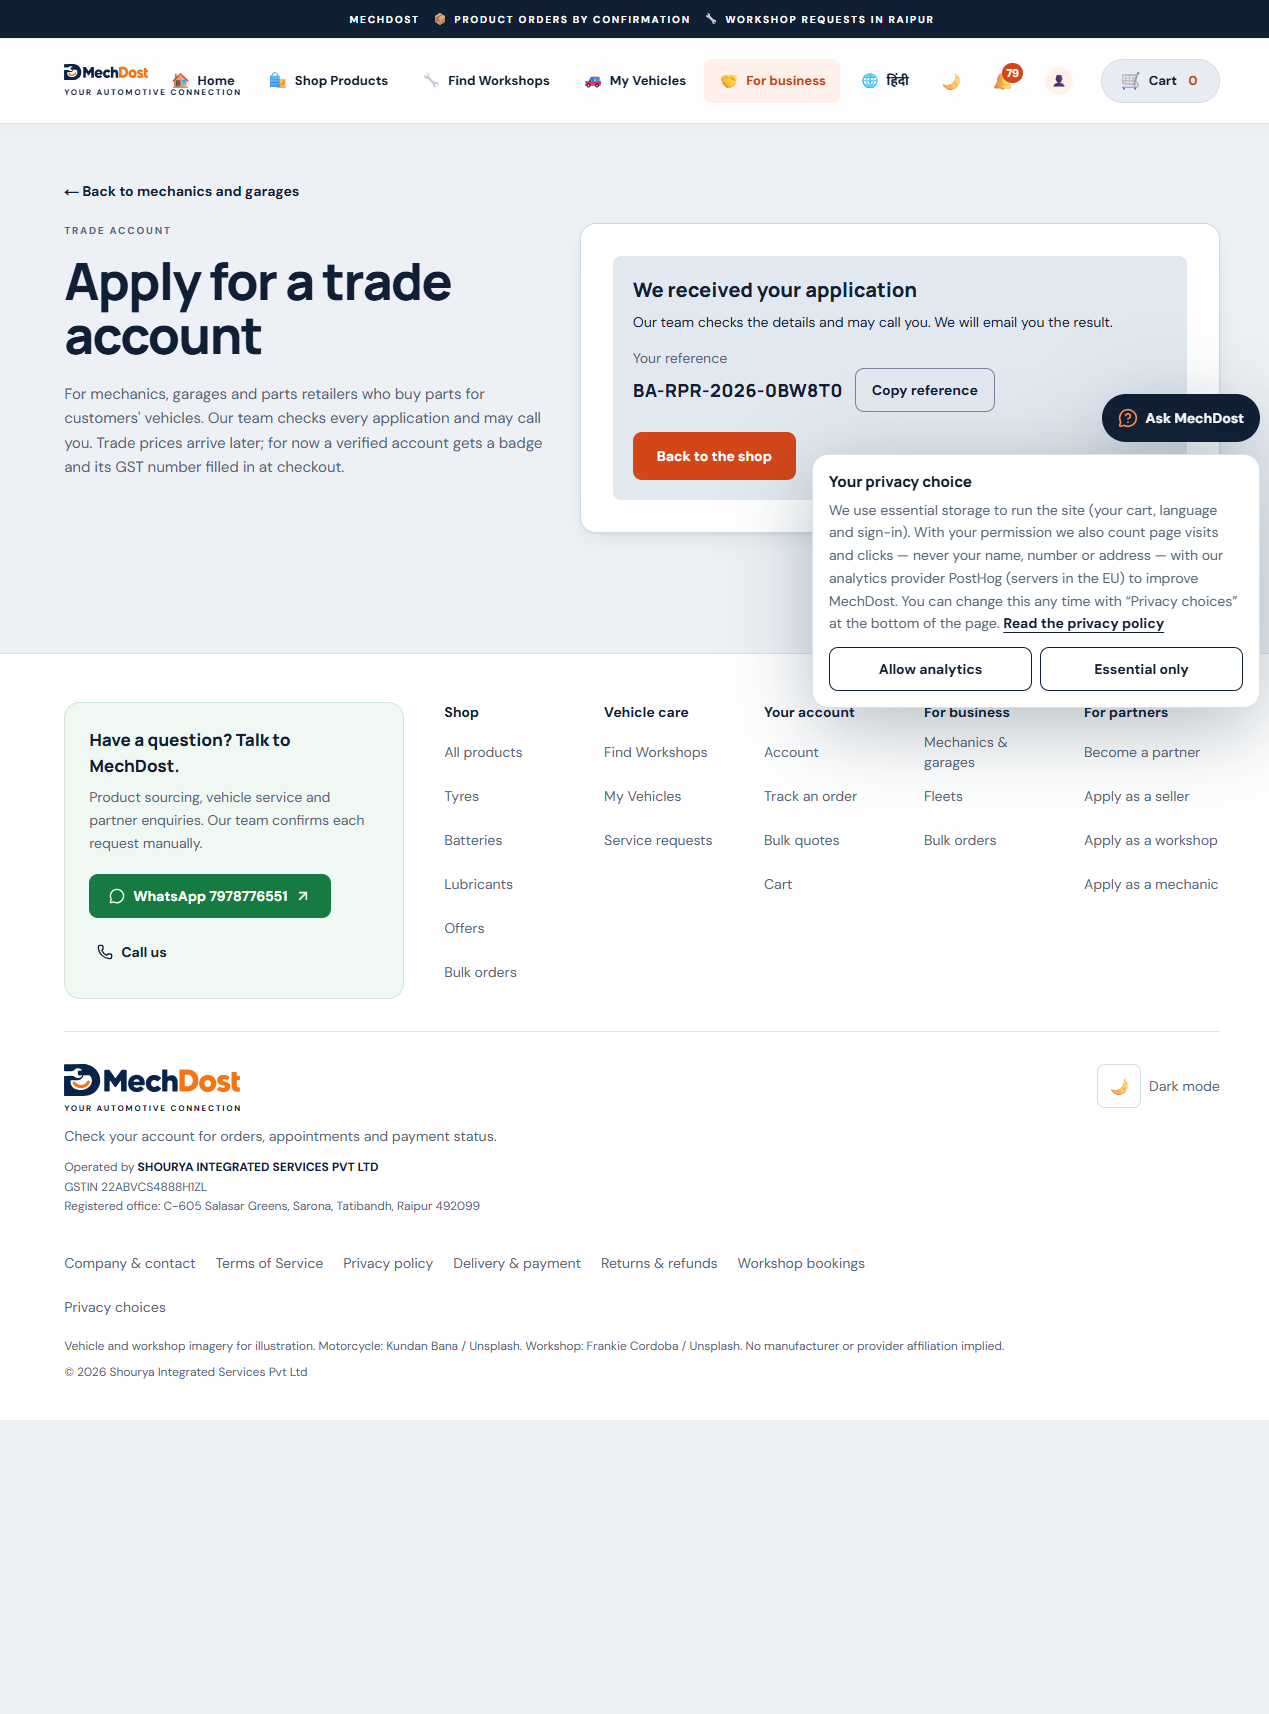 MECHDOST 📦 PRODUCT ORDERS BY CONFIRMATION 🔧 WORKSHOP REQUESTS IN RAIPUR
MechDost
YOUR AUTOMOTIVE CONNECTION
Home
Shop Products
Find Workshops
My Vehicles
For business
हिंदी
79
Cart 0
← Back to mechanics and garages
TRADE ACCOUNT
Apply for a trade
account
For mechanics, garages and parts retailers who buy parts for
customers' vehicles. Our team checks every application and may call
you. Trade prices arrive later; for now a verified account gets a badge
and its GST number filled in at checkout.
We received your application
Our team checks the details and may call you. We will email you the result.
Your reference
BA-RPR-2026-0BW8T0
Copy reference
Back to the shop
Ask MechDost
Your privacy choice
We use essential storage to run the site (your cart, language
and sign-in). With your permission we also count page visits
and clicks — never your name, number or address — with our
analytics provider PostHog (servers in the EU) to improve
MechDost. You can change this any time with “Privacy choices”
at the bottom of the page. Read the privacy policy
Allow analytics
Essential only
Have a question? Talk to
MechDost.
Product sourcing, vehicle service and
partner enquiries. Our team confirms each
request manually.
WhatsApp 7978776551
Call us
Shop
All products
Tyres
Batteries
Lubricants
Offers
Bulk orders
Vehicle care
Find Workshops
My Vehicles
Service requests
Your account
Account
Track an order
Bulk quotes
Cart
For business
Mechanics &
garages
Fleets
Bulk orders
For partners
Become a partner
Apply as a seller
Apply as a workshop
Apply as a mechanic
MechDost
YOUR AUTOMOTIVE CONNECTION
Dark mode
Check your account for orders, appointments and payment status.
Operated by SHOURYA INTEGRATED SERVICES PVT LTD
GSTIN 22ABVCS4888H1ZL
Registered office: C-605 Salasar Greens, Sarona, Tatibandh, Raipur 492099
Company & contact
Terms of Service
Privacy policy
Delivery & payment
Returns & refunds
Workshop bookings
Privacy choices
Vehicle and workshop imagery for illustration. Motorcycle: Kundan Bana / Unsplash. Workshop: Frankie Cordoba / Unsplash. No manufacturer or provider affiliation implied.
© 2026 Shourya Integrated Services Pvt Ltd